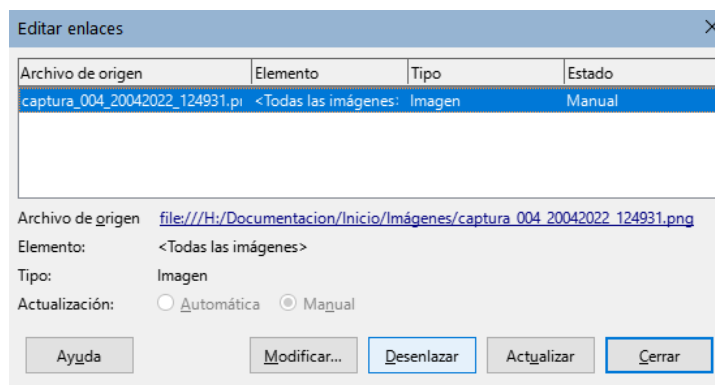 Editar enlaces
Archivo de origen Elemento Tipo Estado
captura_004_20042022_124931.p <Todas las imágenes Imagen Manual
Archivo de origen file:///H:/Documentacion/Inicio/Imágenes/captura_004_20042022_124931.png
Elemento: <Todas las imágenes>
Tipo: Imagen
Actualización: Automática Manual
Ayuda Modificar... Desenlazar Actualizar Cerrar